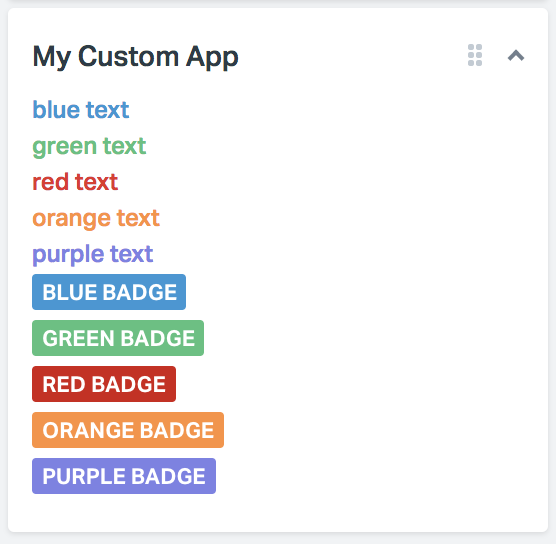 My Custom App
blue text
green text
red text
orange text
purple text
BLUE BADGE
GREEN BADGE
RED BADGE
ORANGE BADGE
PURPLE BADGE